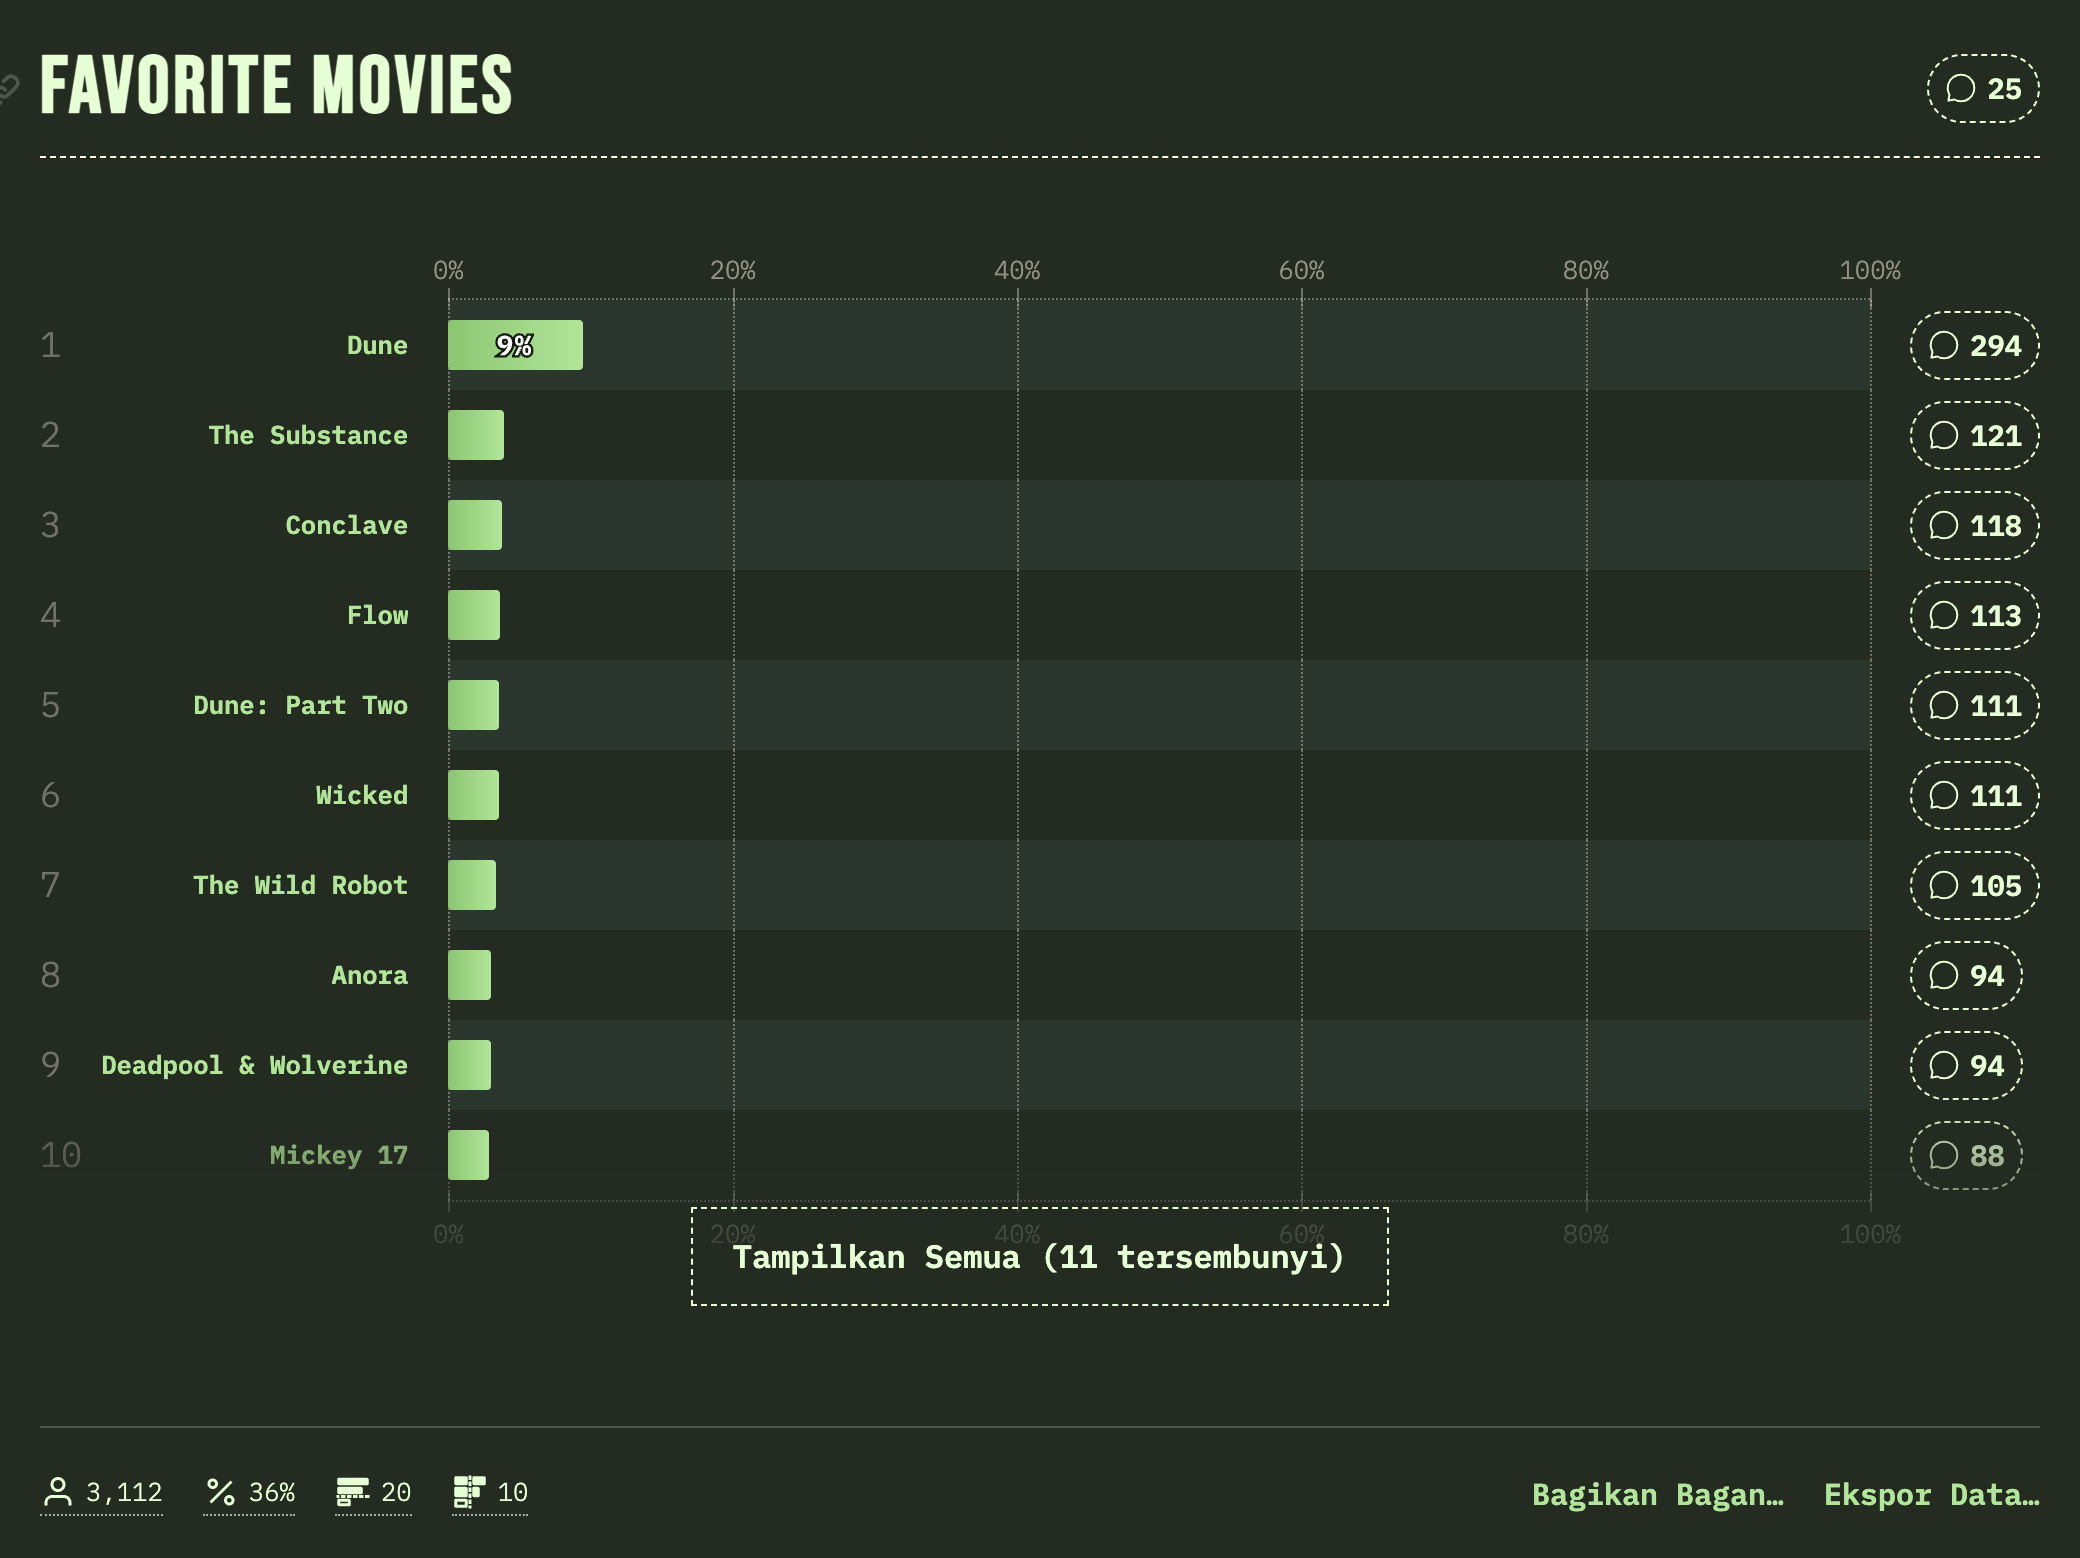 FAVORITE MOVIES
25
0% 20% 40% 60% 80% 100%
1 Dune 9% 294
2 The Substance 121
3 Conclave 118
4 Flow 113
5 Dune: Part Two 111
6 Wicked 111
7 The Wild Robot 105
8 Anora 94
9 Deadpool & Wolverine 94
10 Mickey 17 88
0% 20% 40% 60% 80% 100%
Tampilkan Semua (11 tersembunyi)
3,112 36% 20 10 Bagikan Bagan… Ekspor Data…